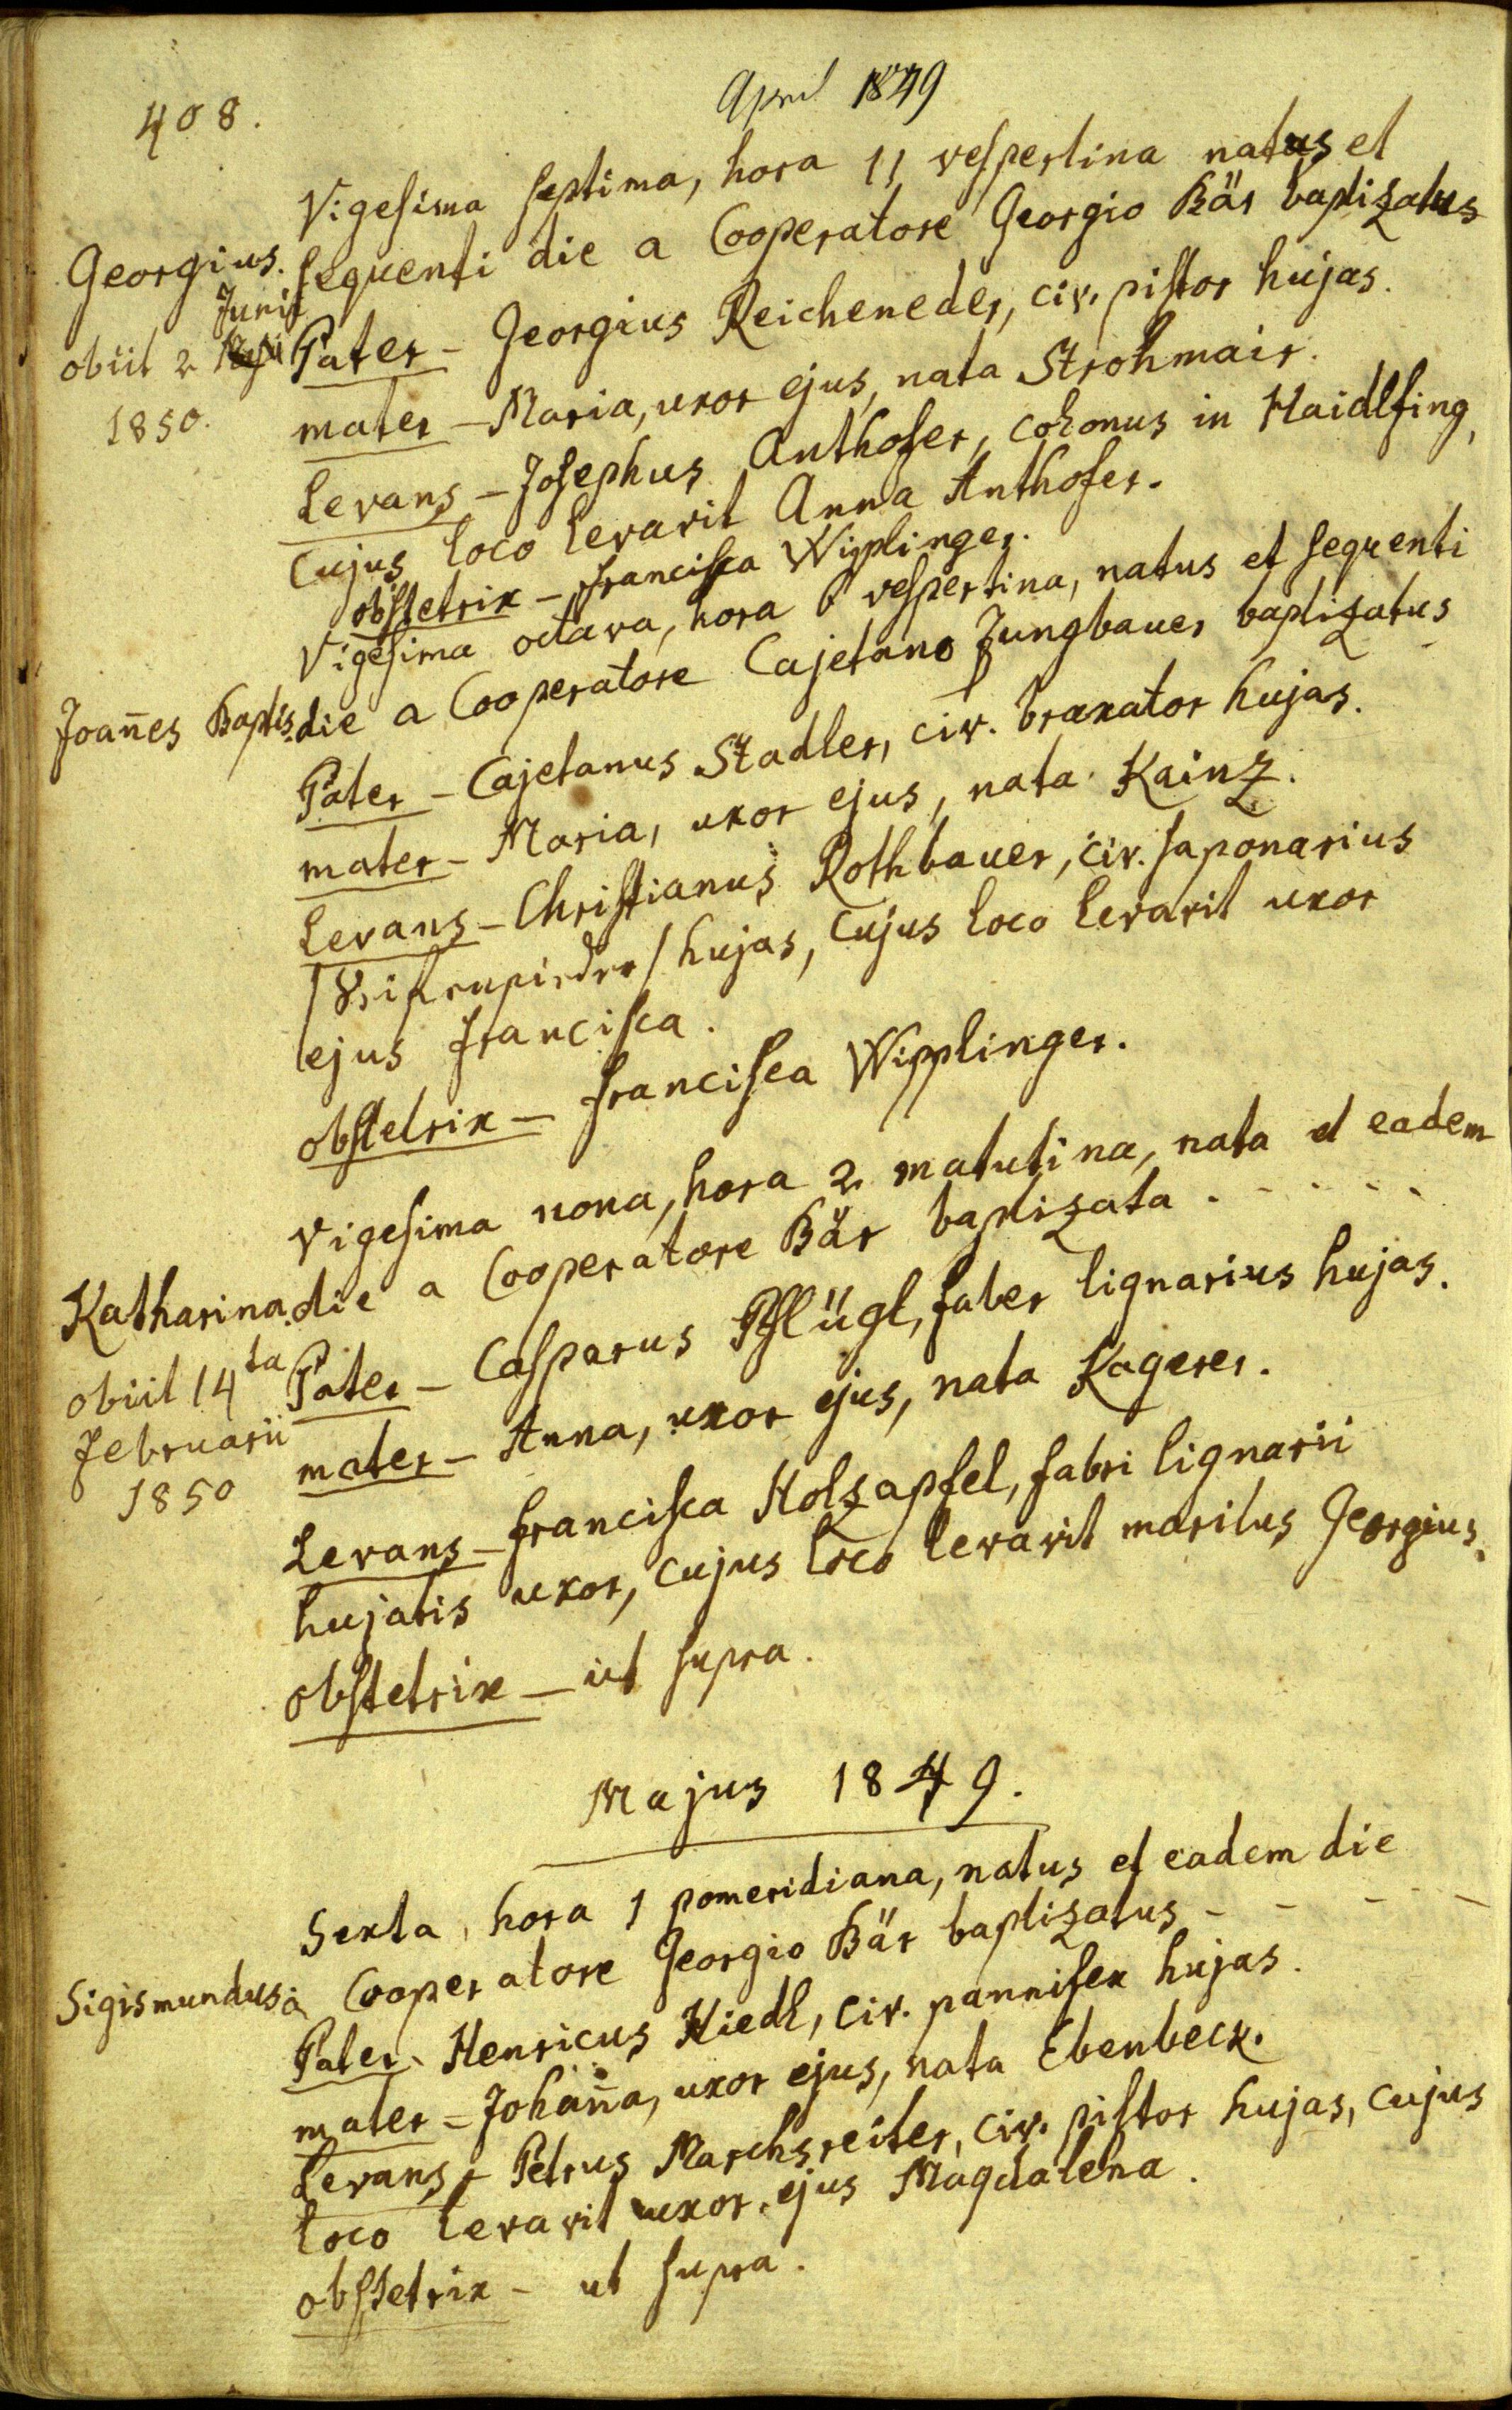 408.
April 1849
Vigesima septima, hora 11 vespertina natus et
Georgius. sequenti die a Cooperatore Georgio Bär baptizatus
Junii
obiit 2
1850.
Pater – Georgius Reicheneder, civ. pistor hujas.
mater – Maria, uxor ejus, nata Strohmair.
Levans – Josephus Anthofer, colonus in Haidlfing,
cujus loco levavit Anna Anthofer.
obstetrix – Francisca Wipplinger.
Vigesima octava, hora 6 vespertina, natus et sequenti
Joan̄es Baptis. die a Cooperatore Cajetano Jungbauer baptizatus
Pater – Cajetanus Stadler, civ. braxator hujas.
mater – Maria, uxor ejus, nata Kainz.
Levans – Christianus Rothbauer, civ. saponarius
/Seifensieder/ hujas, cujus loco levavit uxor
ejus Francisca.
obstetrix – Francisca Wipplinger.
Vigesima nona, hora 2 matutina, nata et eadem
Katharina. die a Cooperatore Bär baptizata . - - - -
obiit 14ta
Februarii
1850
Pater – Casparus Pflügl, faber lignarius hujas.
mater – Anna, uxor ejus, nata Kagerer.
Levans – Francisca Holzapfel, fabri lignarii
hujatis uxor, cujus loco levavit maritus Georgius.
obstetrix – ut supra.
Majus 1849.
Sexta, hora 1 pomeridiana, natus et eadem die
Sigismundus à Cooperatore Georgio Bär baptizatus - - - -
Pater – Henricus Hiedl, civ. pannifex hujas.
mater – Johan̄a, uxor ejus, nata Ebenbeck.
Levans – Petrus Marchsreiter, civ. pistor hujas, cujus
loco levavit uxor ejus Magdalena.
obstetrix – ut supra.